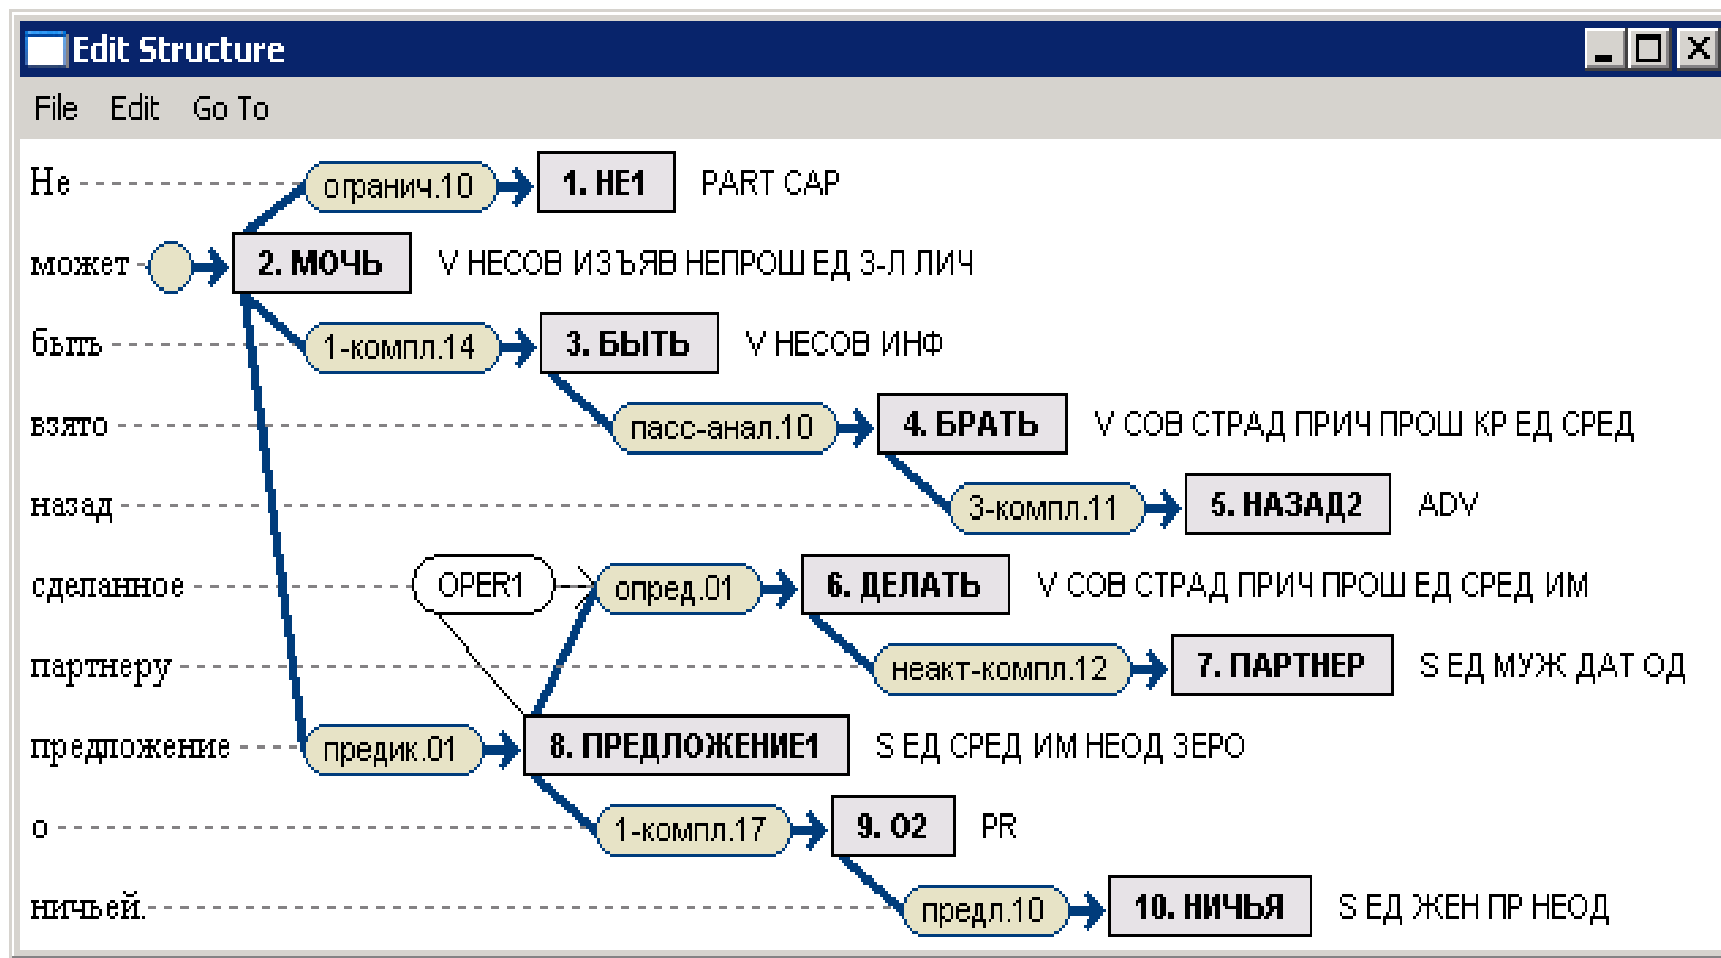 Edit Structure
File Edit Go To
Не огранич.10 1. НЕ1 PART CAP
может 2. МОЧЬ V НЕСОВ ИЗЪЯВ НЕПРОШ ЕД 3-Л ЛИЧ
быть 1-компл.14 3. БЫТЬ V НЕСОВ ИНФ
взято пасс-анал.10 4. БРАТЬ V СОВ СТРАД ПРИЧ ПРОШ КР ЕД СРЕД
назад 3-компл.11 5. НАЗАД2 ADV
сделанное OPER1 опред.01 6. ДЕЛАТЬ V СОВ СТРАД ПРИЧ ПРОШ ЕД СРЕД ИМ
партнеру неакт-компл.12 7. ПАРТНЕР S ЕД МУЖ ДАТ ОД
предложение предик.01 8. ПРЕДЛОЖЕНИЕ1 S ЕД СРЕД ИМ НЕОД ЗЕРО
о 1-компл.17 9. О2 PR
ничьей. предл.10 10. НИЧЬЯ S ЕД ЖЕН ПР НЕОД